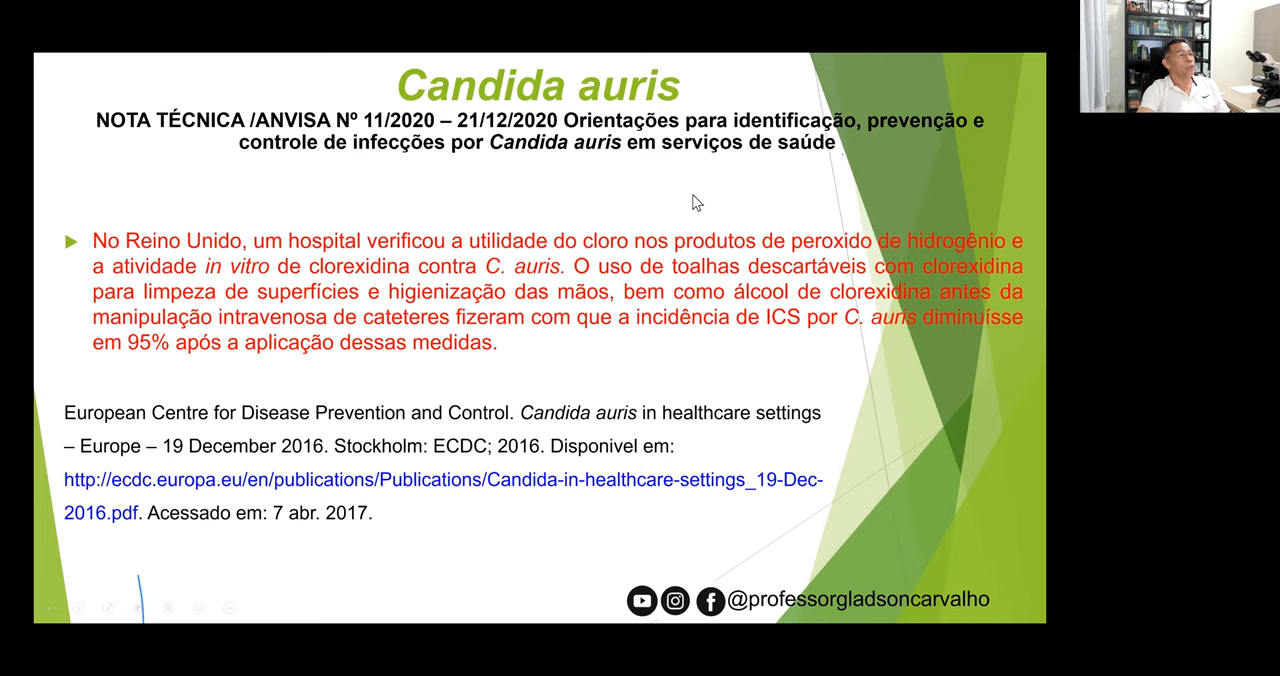 Candida auris
NOTA TÉCNICA /ANVISA Nº 11/2020 – 21/12/2020 Orientações para identificação, prevenção e
controle de infecções por Candida auris em serviços de saúde
No Reino Unido, um hospital verificou a utilidade do cloro nos produtos de peroxido de hidrogênio e
a atividade in vitro de clorexidina contra C. auris. O uso de toalhas descartáveis com clorexidina
para limpeza de superfícies e higienização das mãos, bem como álcool de clorexidina antes da
manipulação intravenosa de cateteres fizeram com que a incidência de ICS por C. auris diminuísse
em 95% após a aplicação dessas medidas.
European Centre for Disease Prevention and Control. Candida auris in healthcare settings
– Europe – 19 December 2016. Stockholm: ECDC; 2016. Disponivel em:
http://ecdc.europa.eu/en/publications/Publications/Candida-in-healthcare-settings_19-Dec-
2016.pdf. Acessado em: 7 abr. 2017.
@professorgladsoncarvalho